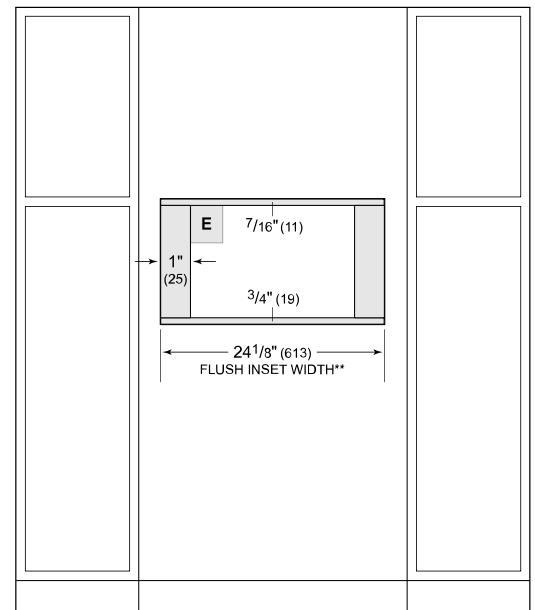 E
7/16" (11)
1"
(25)
3/4" (19)
24 1/8" (613)
FLUSH INSET WIDTH**